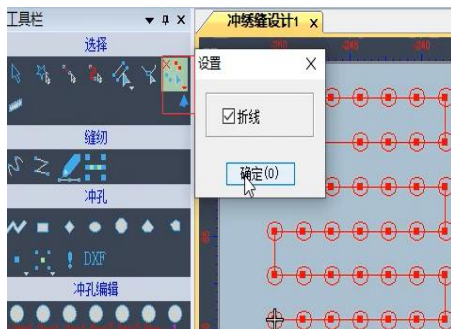 工具栏
冲绣缝设计1 x
选择
设置
折线
确定(O)
缝纫
冲孔
DXF
冲孔编辑